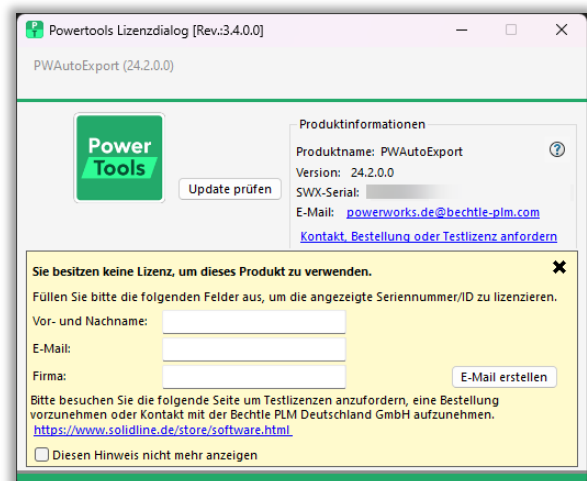 Powertools Lizenzdialog [Rev.:3.4.0.0]
PWAutoExport (24.2.0.0)
Power
Tools
Update prüfen
Produktinformationen
Produktname: PWAutoExport
Version: 24.2.0.0
SWX-Serial:
E-Mail: powerworks.de@bechtle-plm.com
Kontakt, Bestellung oder Testlizenz anfordern
Sie besitzen keine Lizenz, um dieses Produkt zu verwenden.
Füllen Sie bitte die folgenden Felder aus, um die angezeigte Seriennummer/ID zu lizenzieren.
Vor- und Nachname:
E-Mail:
Firma:
E-Mail erstellen
Bitte besuchen Sie die folgende Seite um Testlizenzen anzufordern, eine Bestellung
vorzunehmen oder Kontakt mit der Bechtle PLM Deutschland GmbH aufzunehmen.
https://www.solidline.de/store/software.html
Diesen Hinweis nicht mehr anzeigen